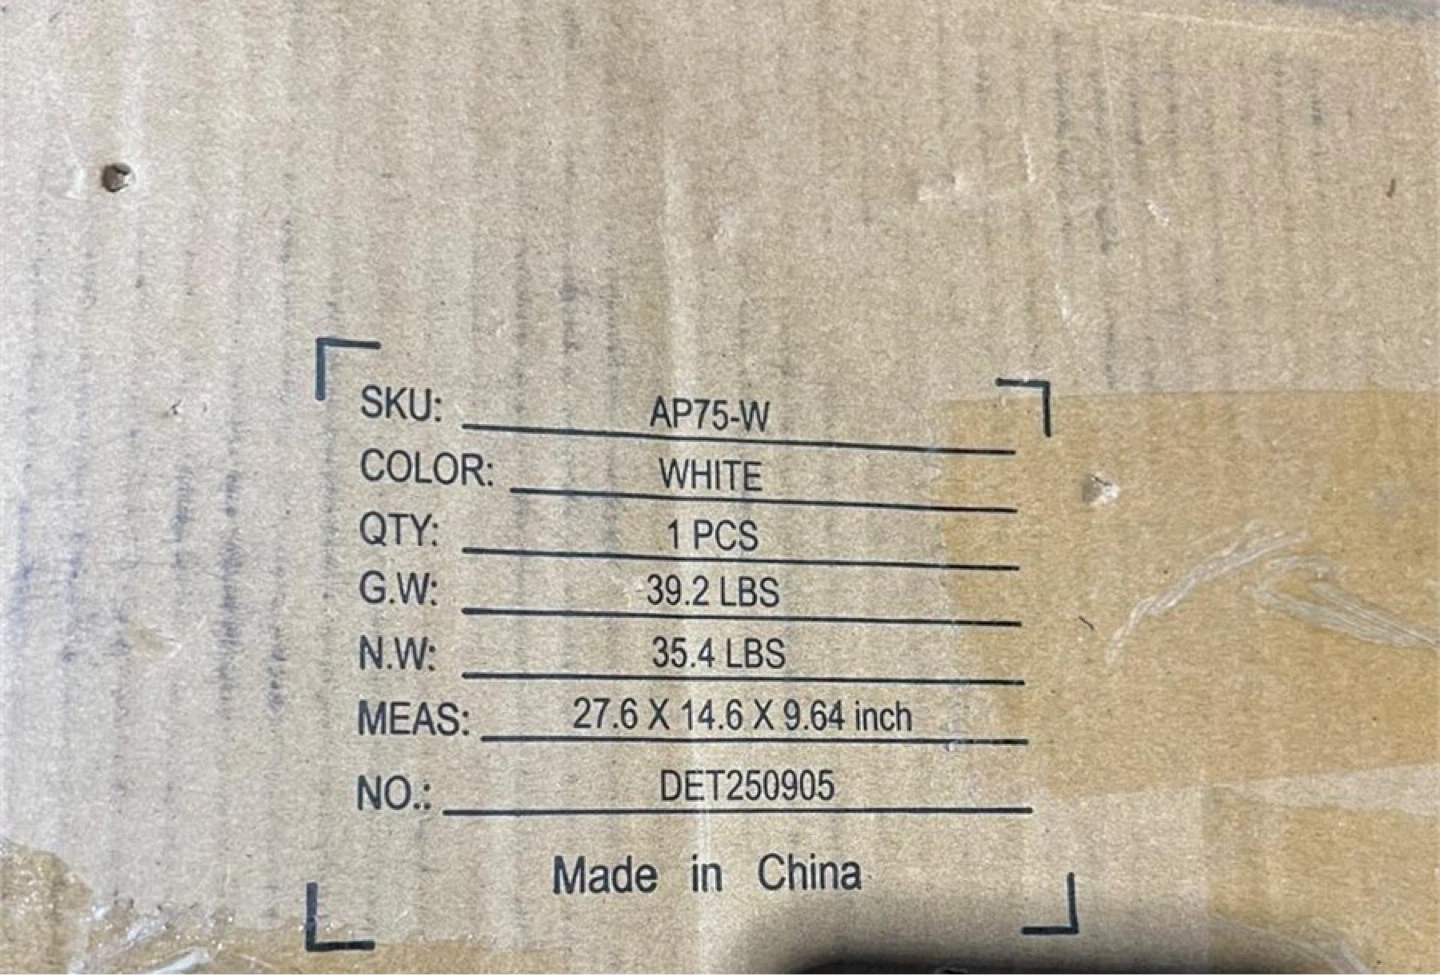 SKU: AP75-W
COLOR: WHITE
QTY: 1 PCS
G.W: 39.2 LBS
N.W: 35.4 LBS
MEAS: 27.6 X 14.6 X 9.64 inch
NO.: DET250905
Made in China